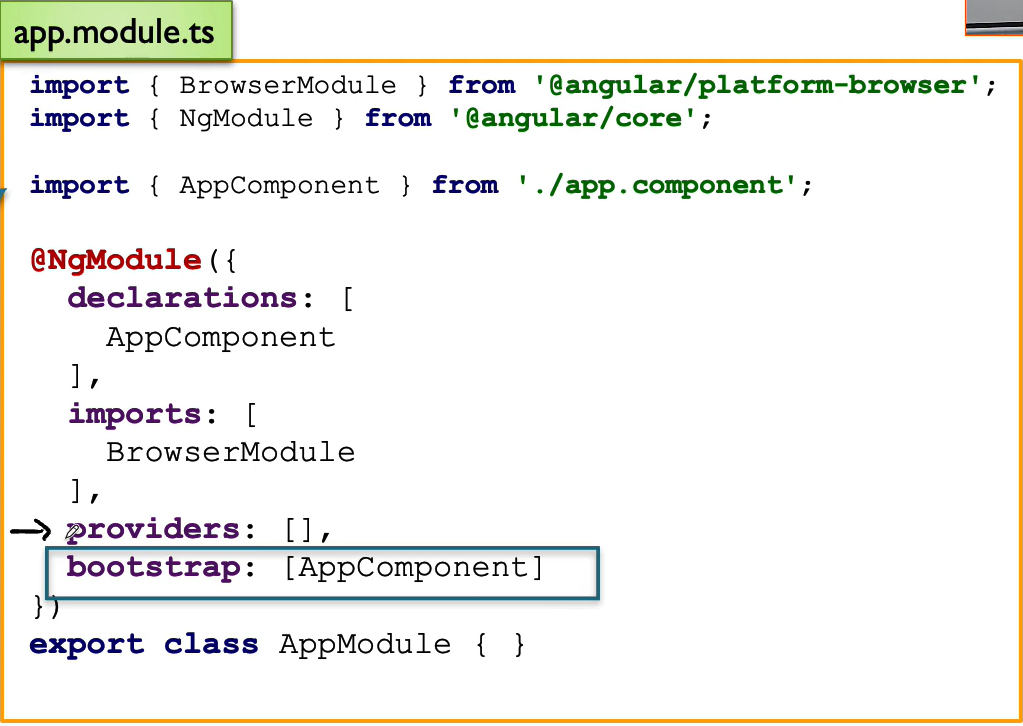 app.module.ts
import { BrowserModule } from '@angular/platform-browser';
import { NgModule } from '@angular/core';
import { AppComponent } from './app.component';
@NgModule({
declarations: [
AppComponent
],
imports: [
BrowserModule
],
providers: [],
bootstrap: [AppComponent]
})
export class AppModule { }